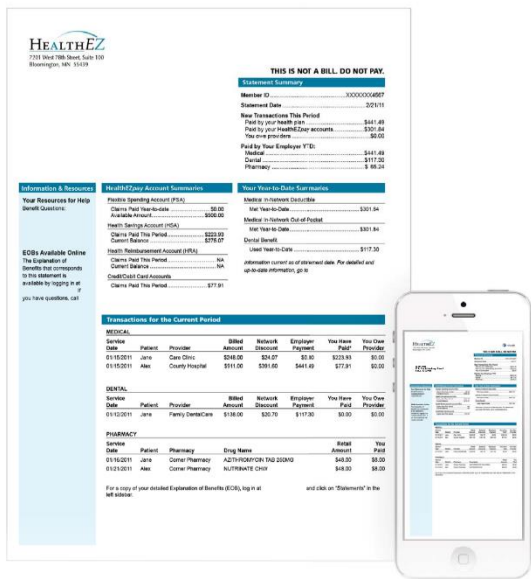 HEALTHEZ
7201 West 78th Street, Suite 100
Bloomington, MN 55439
THIS IS NOT A BILL. DO NOT PAY.
Statement Summary
Member ID XXXXXXXX4667
Statement Date 2/21/11
New Transactions This Period
Paid by your health plan $441.49
Paid by your HealthEZpay accounts $301.84
You owe providers $0.00
Paid by Your Employer YTD:
Medical $441.49
Dental $117.30
Pharmacy
Information & Resources
Your Resources for Help
Benefit Questions:
EOBs Available Online
The Explanation of
Benefits that corresponds
to this statement is
available by logging in at
if
you have questions, call
HealthEZpay Account Summaries
Flexible Spending Account (FSA)
Claims Paid Year-to-date $0.00
Available Amount $500.00
Health Savings Account (HSA)
Claims Paid This Period $223.93
Current Balance $276.07
Health Reimbursement Account (HRA)
Claims Paid This Period NA
Current Balance NA
Credit/Debit Card Accounts
Claims Paid This Period $77.91
Your Year-to-Date Summaries
Medical In-Network Deductible
Met Year-to-Date $301.84
Medical In-Network Out-of-Pocket
Met Year-to-Date $301.84
Dental Benefit
Used Year-to-Date $117.30
Information current as of statement date. For detailed and
up-to-date information, go to
Transactions for the Current Period
MEDICAL
Service Date Patient Provider Billed Amount Network Discount Employer Payment You Have Paid* You Owe Provider
01/15/2011 Jane Care Clinic $248.00 $24.07 $0.00 $223.93 $0.00
01/15/2011 Alex County Hospital $911.00 $391.60 $441.49 $77.91 $0.00
DENTAL
Service Date Patient Provider Billed Amount Network Discount Employer Payment You Have Paid You Owe Provider
01/12/2011 Jane Family DentalCare $138.00 $20.70 $117.30 $0.00 $0.00
PHARMACY
Service Date Patient Pharmacy Drug Name Retail Amount You Paid
01/16/2011 Jane Corner Pharmacy AZITHROMYCIN TAB 250MG $48.00 $8.00
01/21/2011 Alex Corner Pharmacy NUTRINATE CHW $48.00 $8.00
For a copy of your detailed Explanation of Benefits (EOB), log in at and click on "Statements" in the
left sidebar.